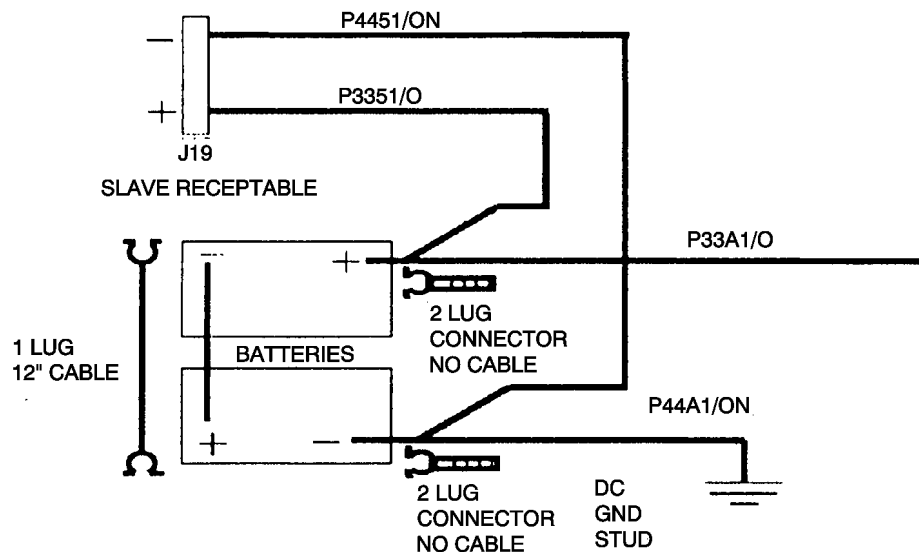 P4451/ON
−
P3351/O
+
J19
SLAVE RECEPTABLE
P33A1/O
− +
2 LUG
CONNECTOR
NO CABLE
1 LUG
12" CABLE
BATTERIES
P44A1/ON
+ −
2 LUG
CONNECTOR
NO CABLE
DC
GND
STUD